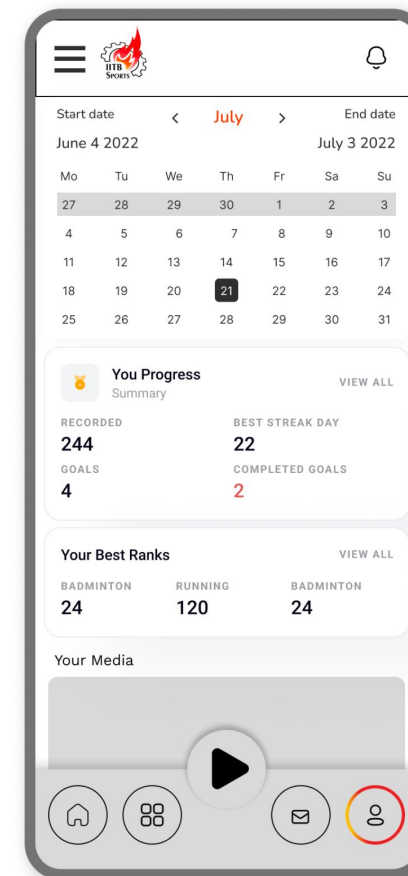 IITB
SPORTS
Start date < July > End date
June 4 2022 July 3 2022
Mo Tu We Th Fr Sa Su
27 28 29 30 1 2 3
4 5 6 7 8 9 10
11 12 13 14 15 16 17
18 19 20 21 22 23 24
25 26 27 28 29 30 31
You Progress
Summary
VIEW ALL
RECORDED BEST STREAK DAY
244 22
GOALS COMPLETED GOALS
4 2
Your Best Ranks VIEW ALL
BADMINTON RUNNING BADMINTON
24 120 24
Your Media